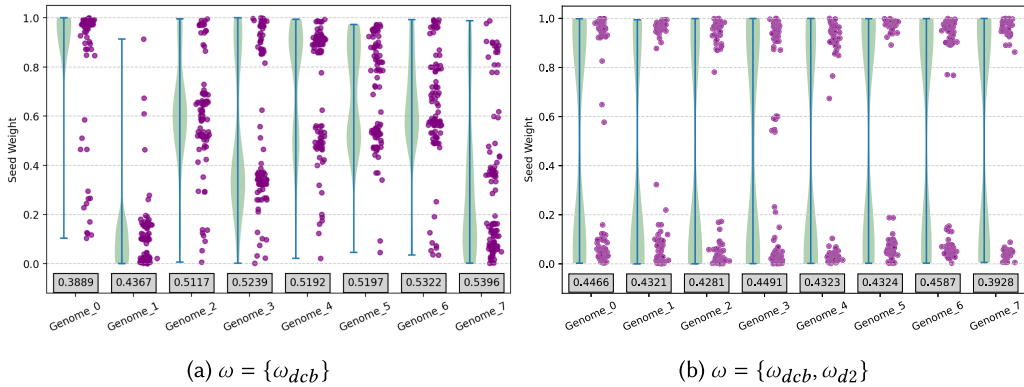 1.0
0.8
0.6
0.4
0.2
0.0
Seed Weight
0.3889 0.4367 0.5117 0.5239 0.5192 0.5197 0.5322 0.5396
Genome_0 Genome_1 Genome_2 Genome_3 Genome_4 Genome_5 Genome_6 Genome_7
(a) ω = {ω_dcb}
1.0
0.8
0.6
0.4
0.2
0.0
Seed Weight
0.4466 0.4321 0.4281 0.4491 0.4323 0.4324 0.4587 0.3928
Genome_0 Genome_1 Genome_2 Genome_3 Genome_4 Genome_5 Genome_6 Genome_7
(b) ω = {ω_dcb, ω_d2}